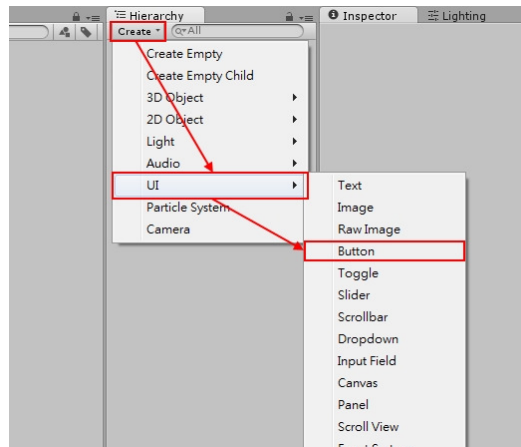 Hierarchy
Inspector
Lighting
Create
All
Create Empty
Create Empty Child
3D Object
2D Object
Light
Audio
UI
Particle System
Camera
Text
Image
Raw Image
Button
Toggle
Slider
Scrollbar
Dropdown
Input Field
Canvas
Panel
Scroll View